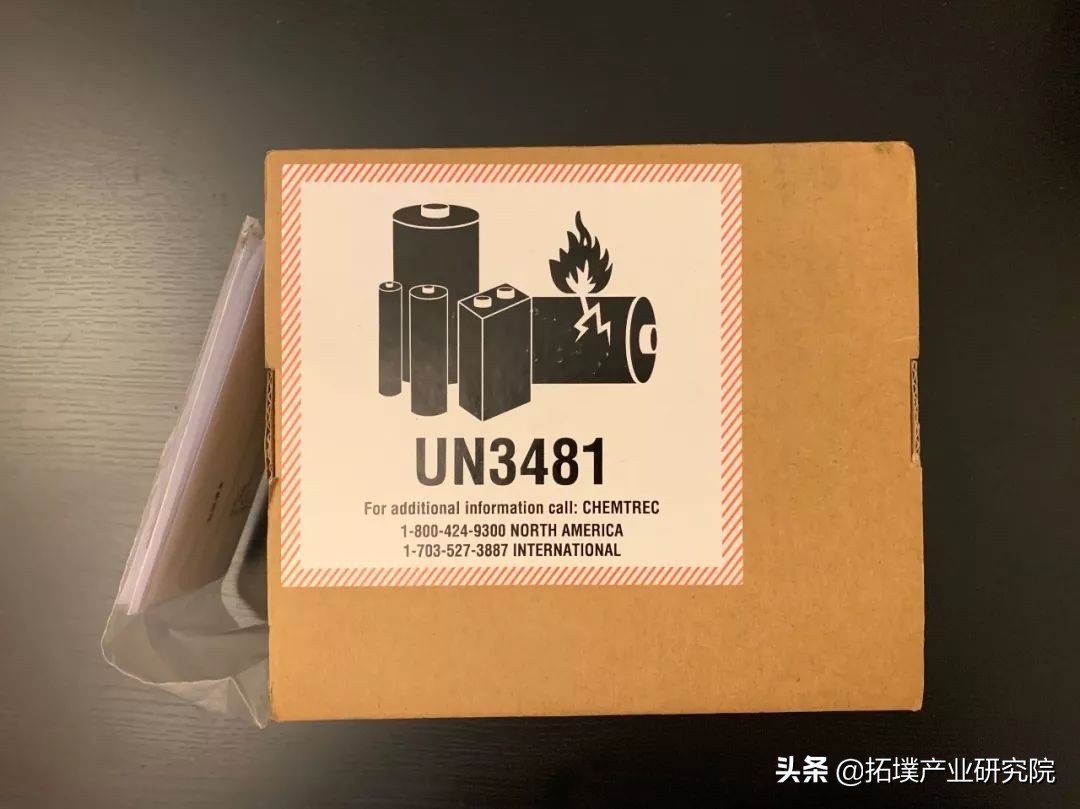 UN3481
For additional information call: CHEMTREC
1-800-424-9300 NORTH AMERICA
1-703-527-3887 INTERNATIONAL
头条 @拓墣产业研究院